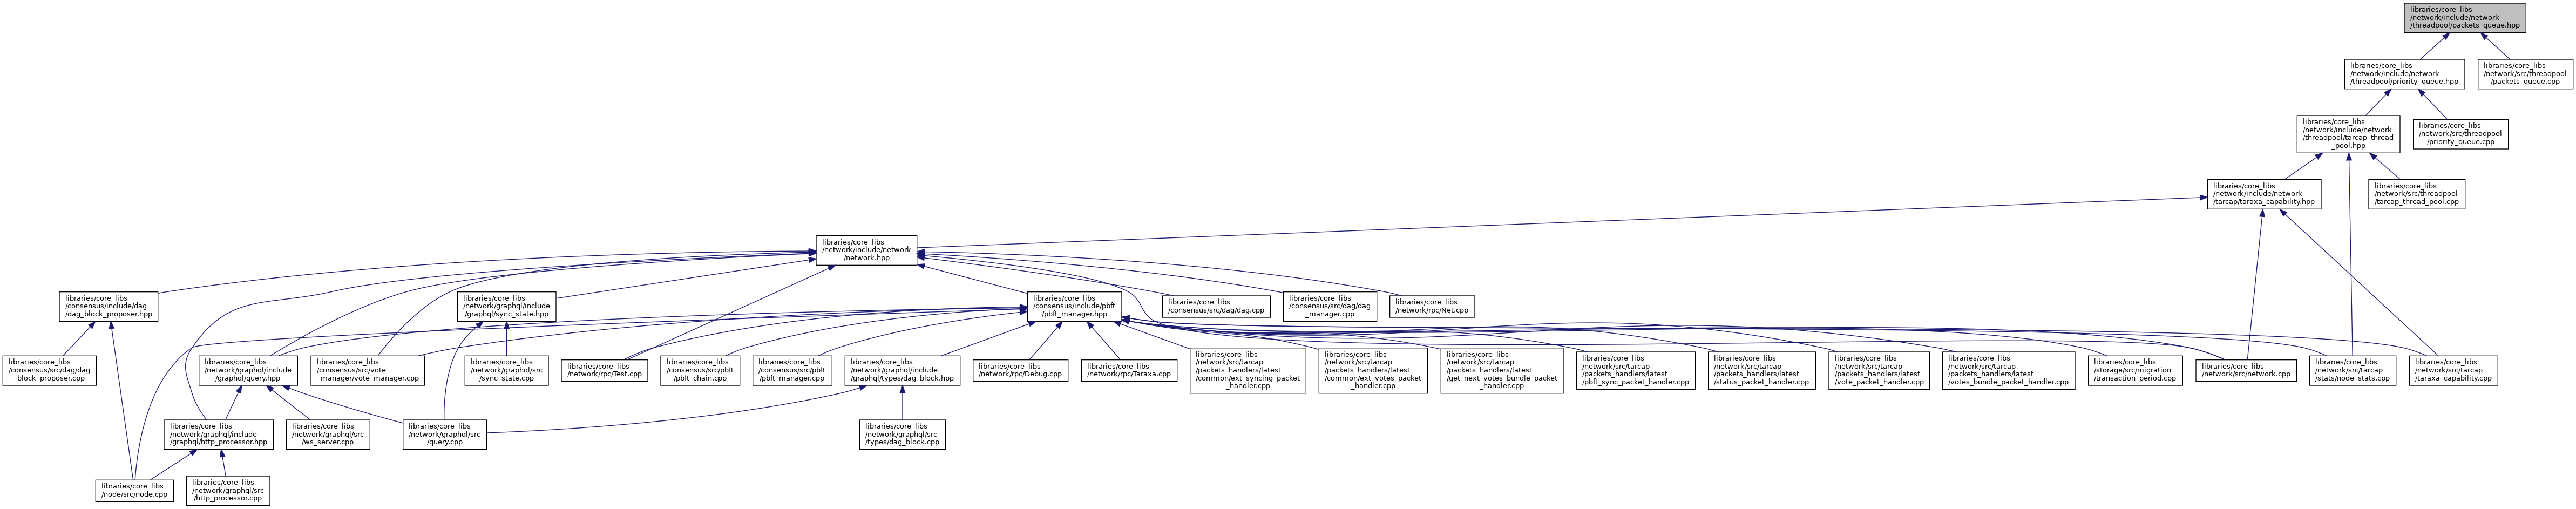 libraries/core_libs
/network/include/network
/threadpool/packets_queue.hpp
libraries/core_libs
/network/include/network
/threadpool/priority_queue.hpp
libraries/core_libs
/network/src/threadpool
/packets_queue.cpp
libraries/core_libs
/network/include/network
/threadpool/tarcap_thread
_pool.hpp
libraries/core_libs
/network/src/threadpool
/priority_queue.cpp
libraries/core_libs
/network/include/network
/tarcap/taraxa_capability.hpp
libraries/core_libs
/network/src/threadpool
/tarcap_thread_pool.cpp
libraries/core_libs
/network/include/network
/network.hpp
libraries/core_libs
/consensus/include/dag
/dag_block_proposer.hpp
libraries/core_libs
/network/graphql/include
/graphql/sync_state.hpp
libraries/core_libs
/consensus/include/pbft
/pbft_manager.hpp
libraries/core_libs
/consensus/src/dag/dag.cpp
libraries/core_libs
/consensus/src/dag/dag
_manager.cpp
libraries/core_libs
/network/rpc/Net.cpp
libraries/core_libs
/consensus/src/dag/dag
_block_proposer.cpp
libraries/core_libs
/network/graphql/include
/graphql/query.hpp
libraries/core_libs
/consensus/src/vote
_manager/vote_manager.cpp
libraries/core_libs
/network/graphql/src
/sync_state.cpp
libraries/core_libs
/network/rpc/Test.cpp
libraries/core_libs
/consensus/src/pbft
/pbft_chain.cpp
libraries/core_libs
/consensus/src/pbft
/pbft_manager.cpp
libraries/core_libs
/network/graphql/include
/graphql/types/dag_block.hpp
libraries/core_libs
/network/rpc/Debug.cpp
libraries/core_libs
/network/rpc/Taraxa.cpp
libraries/core_libs
/network/src/tarcap
/packets_handlers/latest
/common/ext_syncing_packet
_handler.cpp
libraries/core_libs
/network/src/tarcap
/packets_handlers/latest
/common/ext_votes_packet
_handler.cpp
libraries/core_libs
/network/src/tarcap
/packets_handlers/latest
/get_next_votes_bundle_packet
_handler.cpp
libraries/core_libs
/network/src/tarcap
/packets_handlers/latest
/pbft_sync_packet_handler.cpp
libraries/core_libs
/network/src/tarcap
/packets_handlers/latest
/status_packet_handler.cpp
libraries/core_libs
/network/src/tarcap
/packets_handlers/latest
/vote_packet_handler.cpp
libraries/core_libs
/network/src/tarcap
/packets_handlers/latest
/votes_bundle_packet_handler.cpp
libraries/core_libs
/storage/src/migration
/transaction_period.cpp
libraries/core_libs
/network/src/network.cpp
libraries/core_libs
/network/src/tarcap
/stats/node_stats.cpp
libraries/core_libs
/network/src/tarcap
/taraxa_capability.cpp
libraries/core_libs
/network/graphql/include
/graphql/http_processor.hpp
libraries/core_libs
/network/graphql/src
/ws_server.cpp
libraries/core_libs
/network/graphql/src
/query.cpp
libraries/core_libs
/network/graphql/src
/types/dag_block.cpp
libraries/core_libs
/node/src/node.cpp
libraries/core_libs
/network/graphql/src
/http_processor.cpp